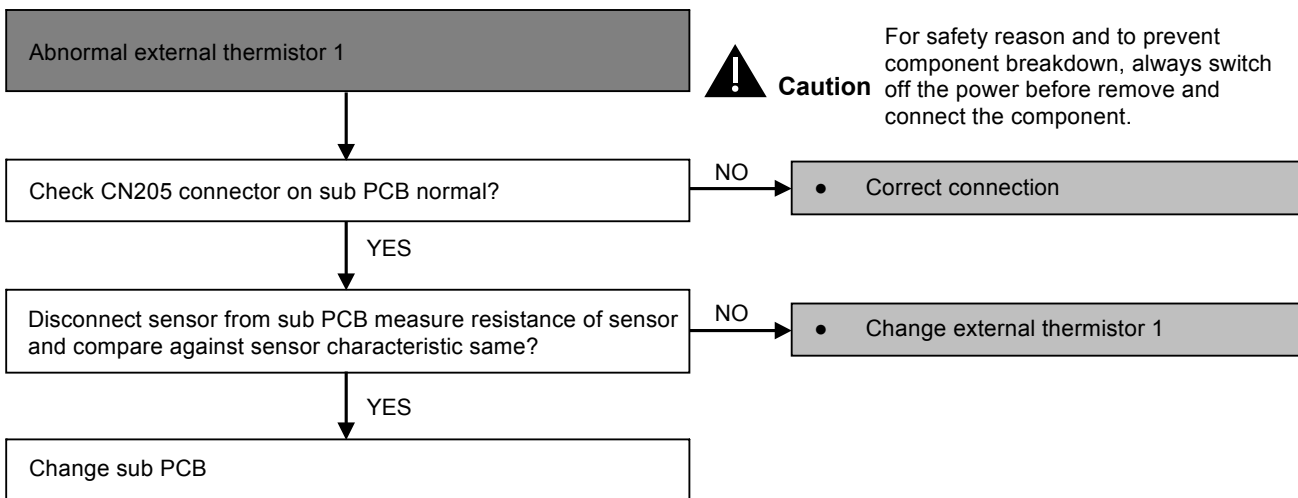 Abnormal external thermistor 1
Caution
For safety reason and to prevent
component breakdown, always switch
off the power before remove and
connect the component.
Check CN205 connector on sub PCB normal?
NO
● Correct connection
YES
Disconnect sensor from sub PCB measure resistance of sensor
and compare against sensor characteristic same?
NO
● Change external thermistor 1
YES
Change sub PCB